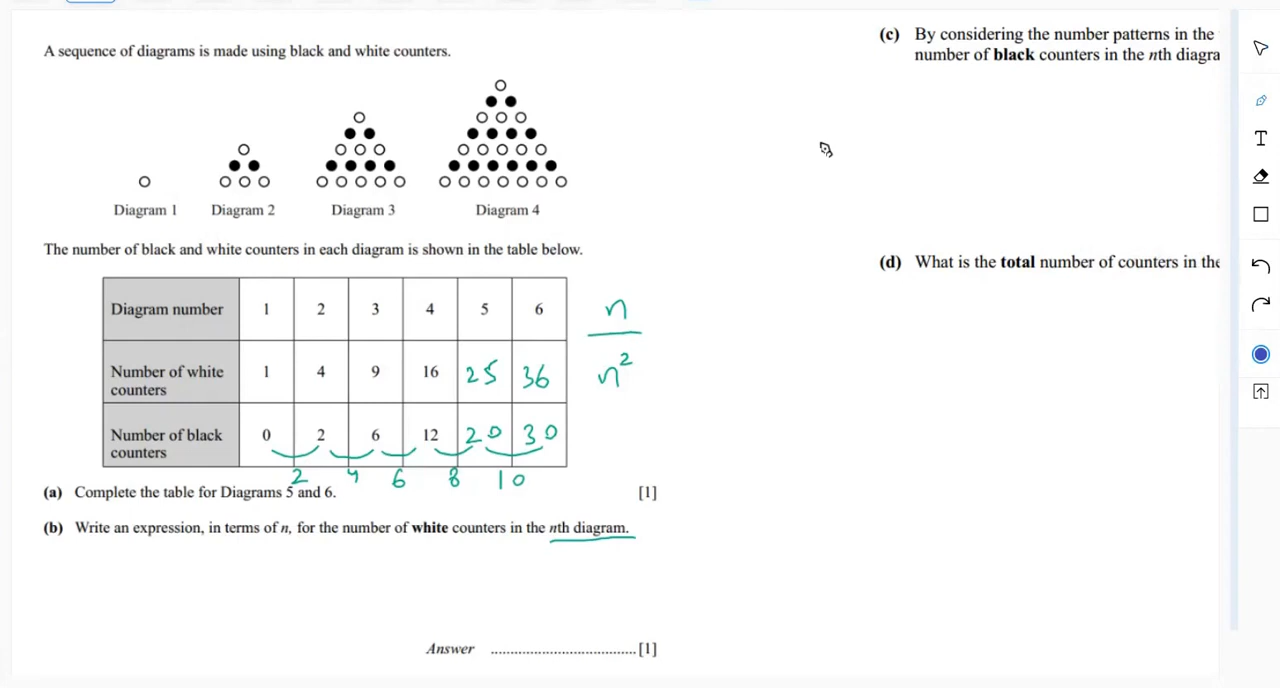 A sequence of diagrams is made using black and white counters.
Diagram 1 Diagram 2 Diagram 3 Diagram 4
The number of black and white counters in each diagram is shown in the table below.
Diagram number 1 2 3 4 5 6 n
Number of white counters 1 4 9 16 25 36 n²
Number of black counters 0 2 6 12 20 30
2 4 6 8 10
(a) Complete the table for Diagrams 5 and 6. [1]
(b) Write an expression, in terms of n, for the number of white counters in the nth diagram.
Answer ..................................... [1]
(c) By considering the number patterns in the
number of black counters in the nth diagra
(d) What is the total number of counters in the
T